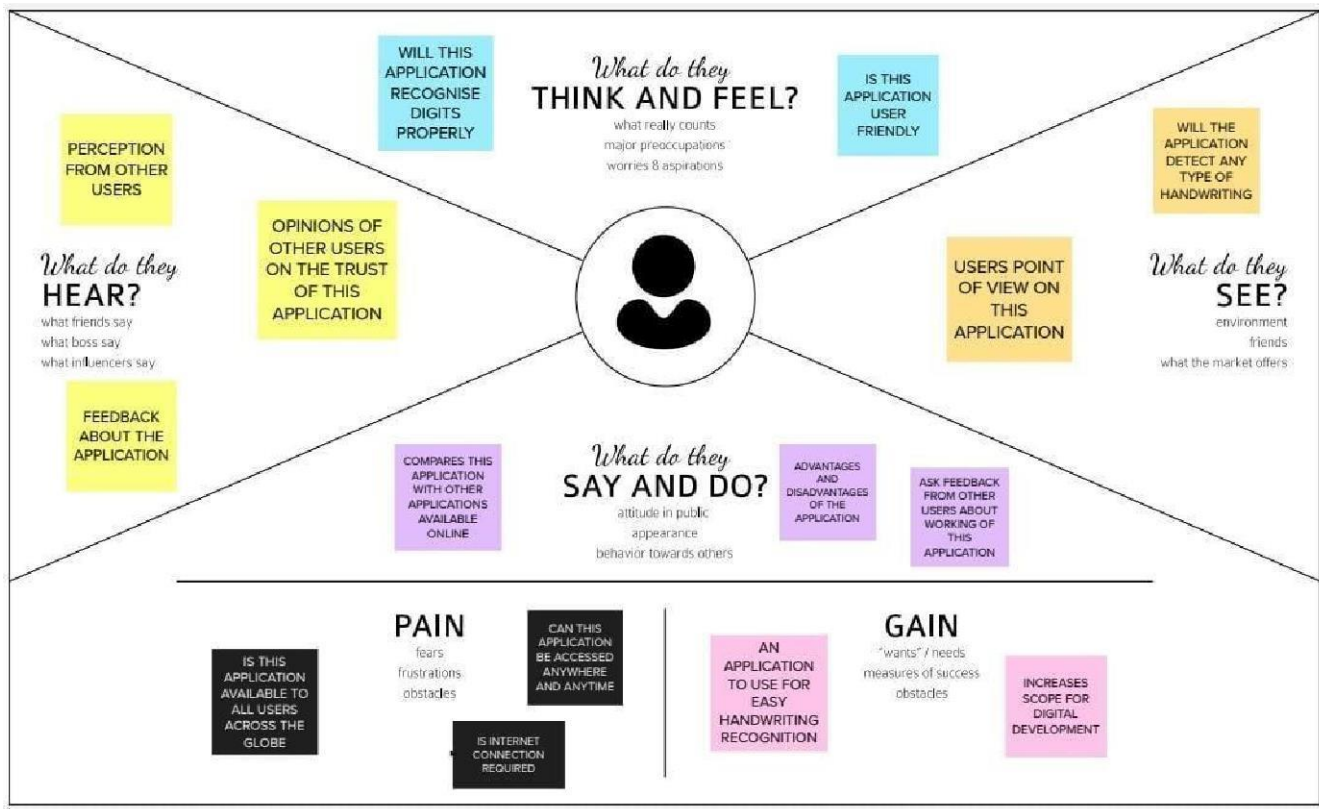 WILL THIS
APPLICATION
RECOGNISE
DIGITS
PROPERLY
What do they
THINK AND FEEL?
what really counts
major preoccupations
worries 8 aspirations
IS THIS
APPLICATION
USER
FRIENDLY
PERCEPTION
FROM OTHER
USERS
OPINIONS OF
OTHER USERS
ON THE TRUST
OF THIS
APPLICATION
What do they
HEAR?
what friends say
what boss say
what influencers say
FEEDBACK
ABOUT THE
APPLICATION
WILL THE
APPLICATION
DETECT ANY
TYPE OF
HANDWRITING
USERS POINT
OF VIEW ON
THIS
APPLICATION
What do they
SEE?
environment
friends
what the market offers
COMPARES THIS
APPLICATION
WITH OTHER
APPLICATIONS
AVAILABLE
ONLINE
What do they
SAY AND DO?
attitude in public
appearance
behavior towards others
ADVANTAGES
AND
DISADVANTAGES
OF THE
APPLICATION
ASK FEEDBACK
FROM OTHER
USERS ABOUT
WORKING OF
THIS
APPLICATION
IS THIS
APPLICATION
AVAILABLE TO
ALL USERS
ACROSS THE
GLOBE
PAIN
fears
frustrations
obstacles
CAN THIS
APPLICATION
BE ACCESSED
ANYWHERE
AND ANYTIME
IS INTERNET
CONNECTION
REQUIRED
AN
APPLICATION
TO USE FOR
EASY
HANDWRITING
RECOGNITION
GAIN
"wants" / needs
measures of success
obstacles
INCREASES
SCOPE FOR
DIGITAL
DEVELOPMENT